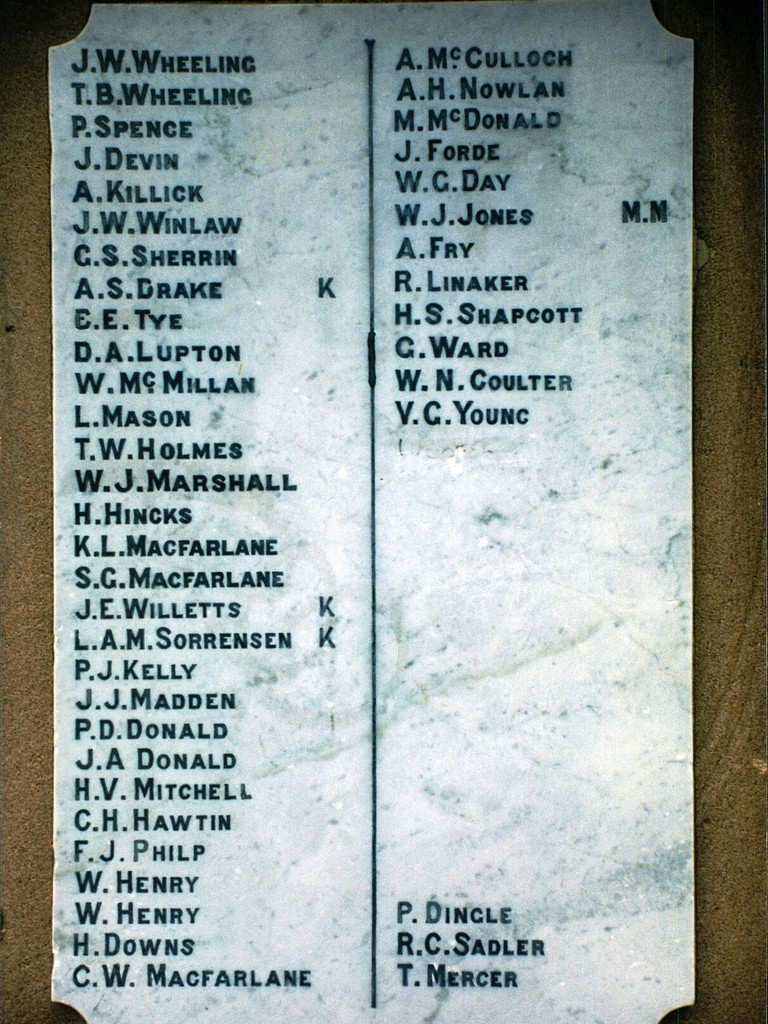 J.W.WHEELING
T.B.WHEELING
P.SPENCE
J.DEVIN
A.KILLICK
J.W.WINLAW
G.S.SHERRIN
A.S.DRAKE K
E.E.TYE
D.A.LUPTON
W.McMILLAN
L.MASON
T.W.HOLMES
W.J.MARSHALL
H.HINCKS
K.L.MACFARLANE
S.G.MACFARLANE
J.E.WILLETTS K
L.A.M.SORRENSEN K
P.J.KELLY
J.J.MADDEN
P.D.DONALD
J.A DONALD
H.V.MITCHELL
C.H.HAWTIN
F.J.PHILP
W.HENRY
W.HENRY
H.DOWNS
C.W.MACFARLANE
A.McCULLOCH
A.H.NOWLAN
M.McDONALD
J.FORDE
W.G.DAY
W.J.JONES M.M
A.FRY
R.LINAKER
H.S.SHAPCOTT
G.WARD
W.N.COULTER
V.G.YOUNG
P.DINGLE
R.C.SADLER
T.MERCER